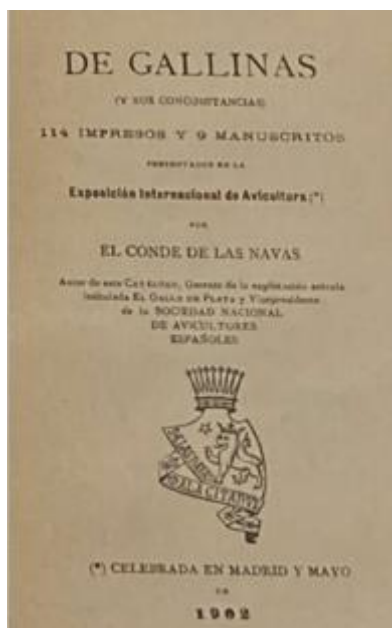 DE GALLINAS
(Y SUS CONCOMITANCIAS)
114 IMPRESOS Y 9 MANUSCRITOS
PRESENTADOS EN LA
Exposición Internacional de Avicultura (*)
POR
EL CONDE DE LAS NAVAS
Autor de este CATÁLOGO, Gerente de la explotación avícola
intitulada EL GALLO DE PLATA y Vicepresidente
de la SOCIEDAD NACIONAL
DE AVICULTORES
ESPAÑOLES
(*) CELEBRADA EN MADRID Y MAYO
DE
1902